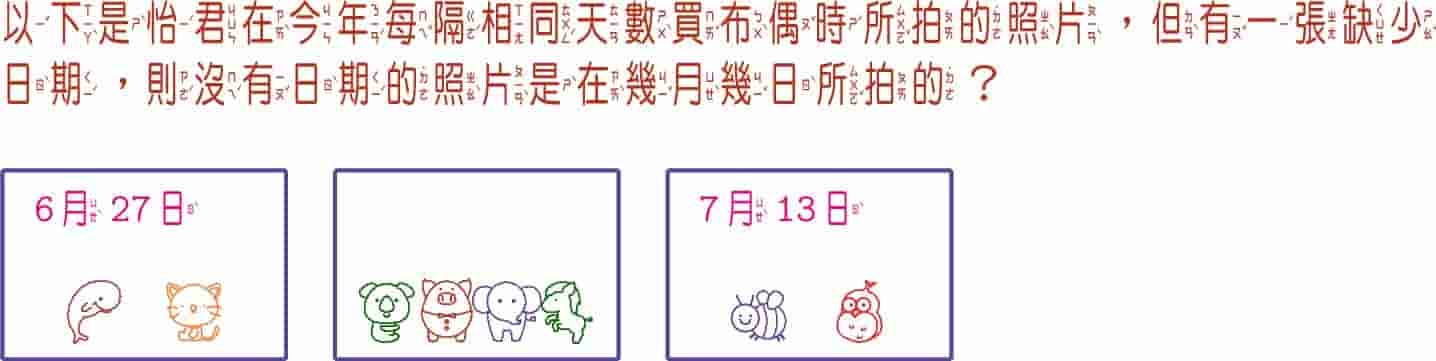 以下是怡君在今年每隔相同天數買布偶時所拍的照片，但有一張缺少
日期，則沒有日期的照片是在幾月幾日所拍的？
6月27日
7月13日